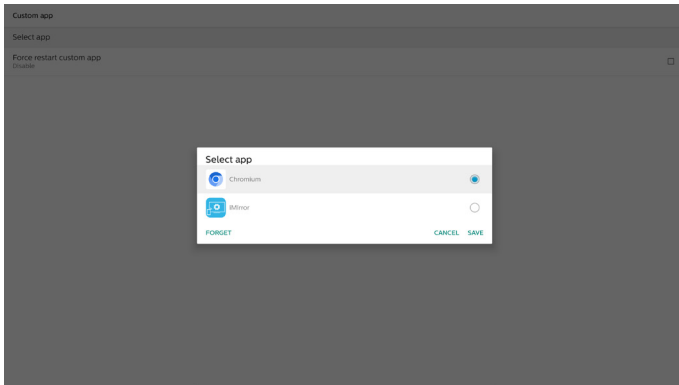 Custom app
Select app
Force restart custom app
Disable
Select app
Chromium
iMirror
FORGET
CANCEL SAVE